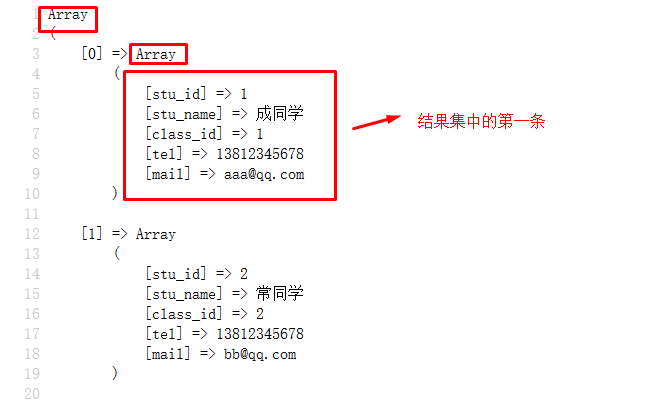 1 Array
2 (
3 [0] => Array
4 (
5 [stu_id] => 1
6 [stu_name] => 成同学
7 [class_id] => 1
8 [tel] => 13812345678
9 [mail] => aaa@qq.com
10 )
结果集中的第一条
11
12 [1] => Array
13 (
14 [stu_id] => 2
15 [stu_name] => 常同学
16 [class_id] => 2
17 [tel] => 13812345678
18 [mail] => bb@qq.com
19 )
20